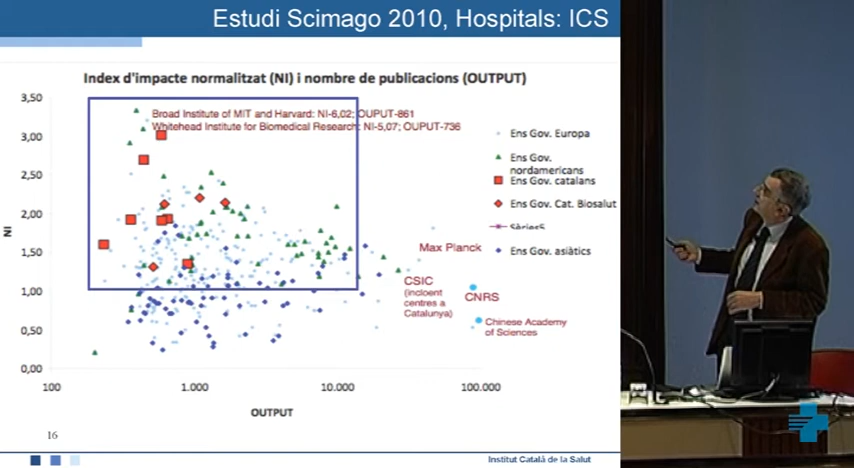 Estudi Scimago 2010, Hospitals: ICS
Index d'impacte normalitzat (NI) i nombre de publicacions (OUTPUT)
NI
3,50
3,00
2,50
2,00
1,50
1,00
0,50
0,00
Broad Institute of MIT and Harvard: NI-6,02; OUPUT-861
Whitehead Institute for Biomedical Research: NI-5,07; OUPUT-736
Ens Gov. Europa
Ens Gov.
nordamericans
Ens Gov. catalans
Ens Gov. Cat. Biosalut
Sèries5
Ens Gov. asiàtics
Max Planck
CSIC
(incloent
centres a
Catalunya)
CNRS
Chinese Academy
of Sciences
100
1.000
10.000
100.000
OUTPUT
16
Institut Català de la Salut